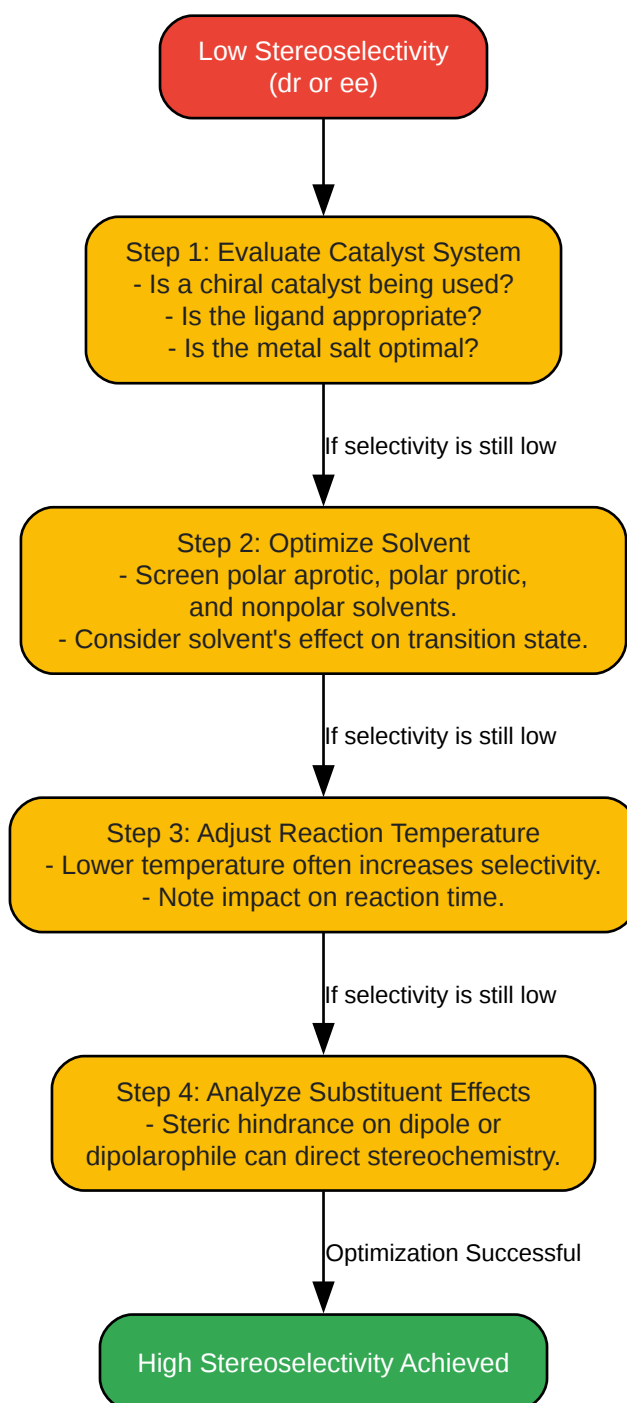 Low Stereoselectivity
(dr or ee)
Step 1: Evaluate Catalyst System
- Is a chiral catalyst being used?
- Is the ligand appropriate?
- Is the metal salt optimal?
If selectivity is still low
Step 2: Optimize Solvent
- Screen polar aprotic, polar protic,
and nonpolar solvents.
- Consider solvent's effect on transition state.
If selectivity is still low
Step 3: Adjust Reaction Temperature
- Lower temperature often increases selectivity.
- Note impact on reaction time.
If selectivity is still low
Step 4: Analyze Substituent Effects
- Steric hindrance on dipole or
dipolarophile can direct stereochemistry.
Optimization Successful
High Stereoselectivity Achieved